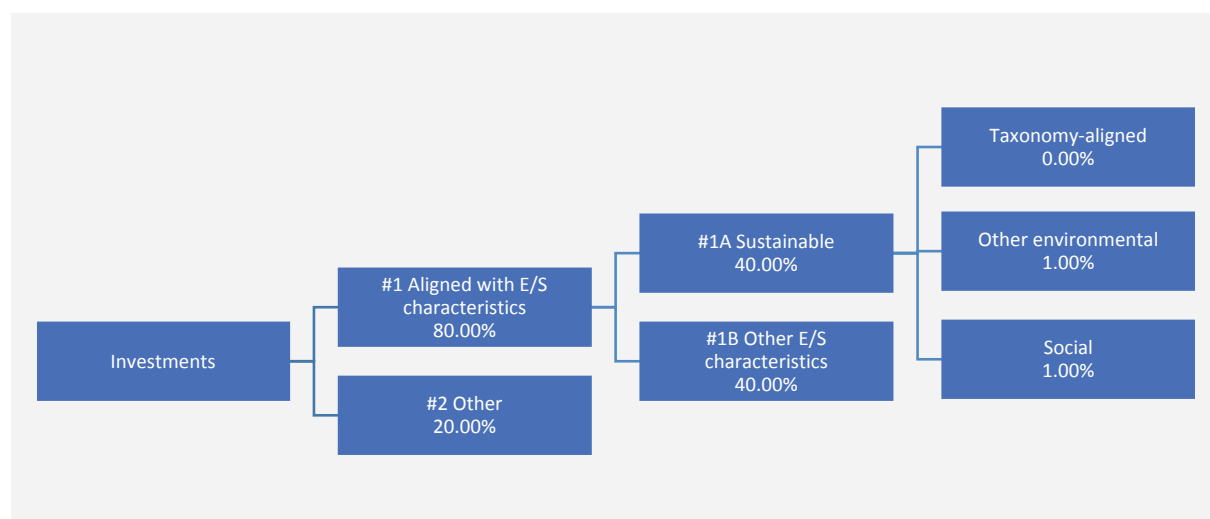 Investments
#1 Aligned with E/S
characteristics
80.00%
#2 Other
20.00%
#1A Sustainable
40.00%
#1B Other E/S
characteristics
40.00%
Taxonomy-aligned
0.00%
Other environmental
1.00%
Social
1.00%